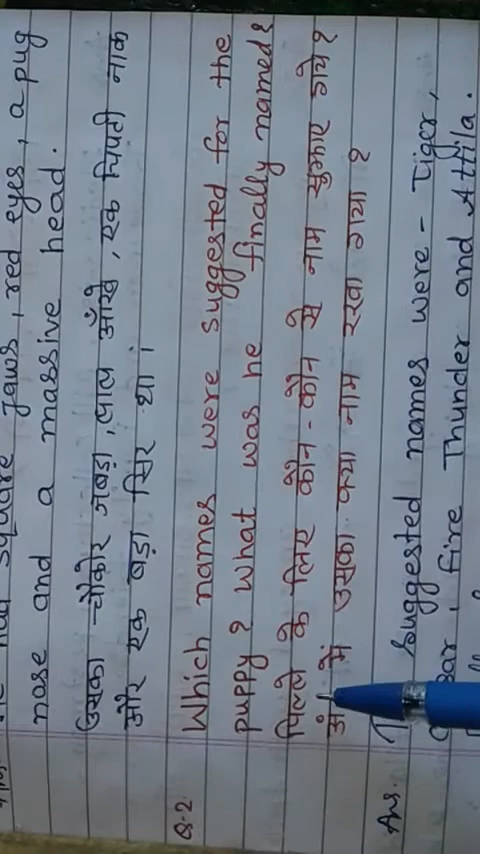 had square jaws, red eyes, a pug
nose and a massive head.
उसका चौकोर जबड़ा, लाल आँखे, एक चिपटी नाक
और एक बड़ा सिर था।
Q-2 Which names were suggested for the
puppy? What was he finally named?
पिल्ले के लिए कौन-कौन से नाम सुझाए गये?
में उसका क्या नाम रखा गया?
Ans. Suggested names were - Tiger,
Fire Thunder and Attila.